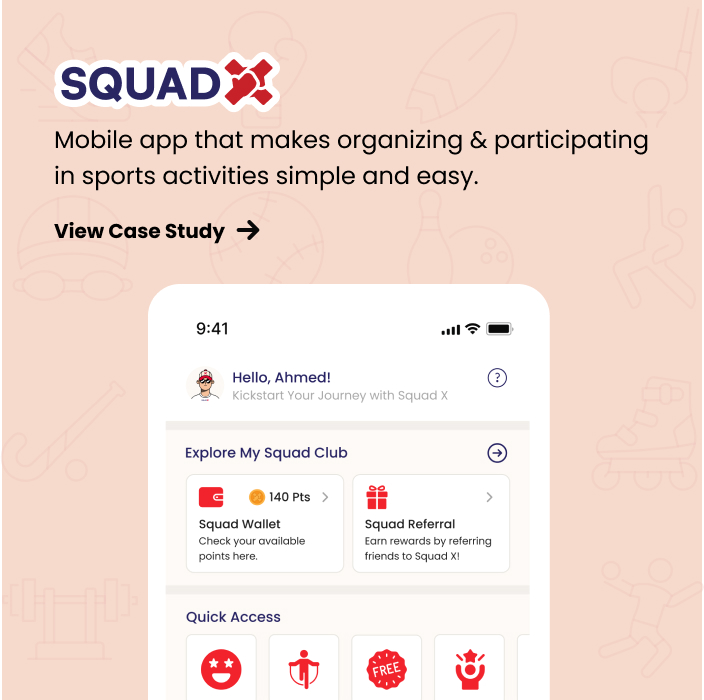 SQUAD
Mobile app that makes organizing & participating
in sports activities simple and easy.
View Case Study
9:41
Hello, Ahmed!
Kickstart Your Journey with Squad X
?
Explore My Squad Club
140 Pts
Squad Wallet
Check your available
points here.
Squad Referral
Earn rewards by referring
friends to Squad X!
Quick Access
FREE